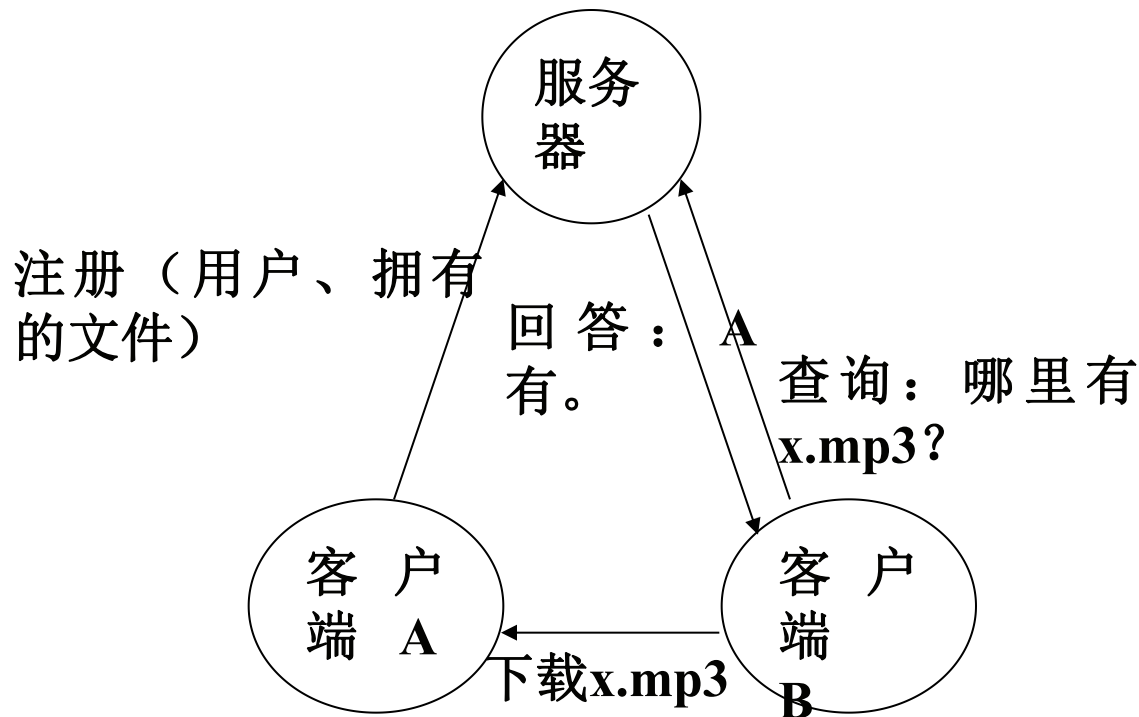 服务
器
注册（用户、拥有
的文件）
回答：A
有。
查询：哪里有
x.mp3？
客户
端 A
客户
端
B
下载x.mp3